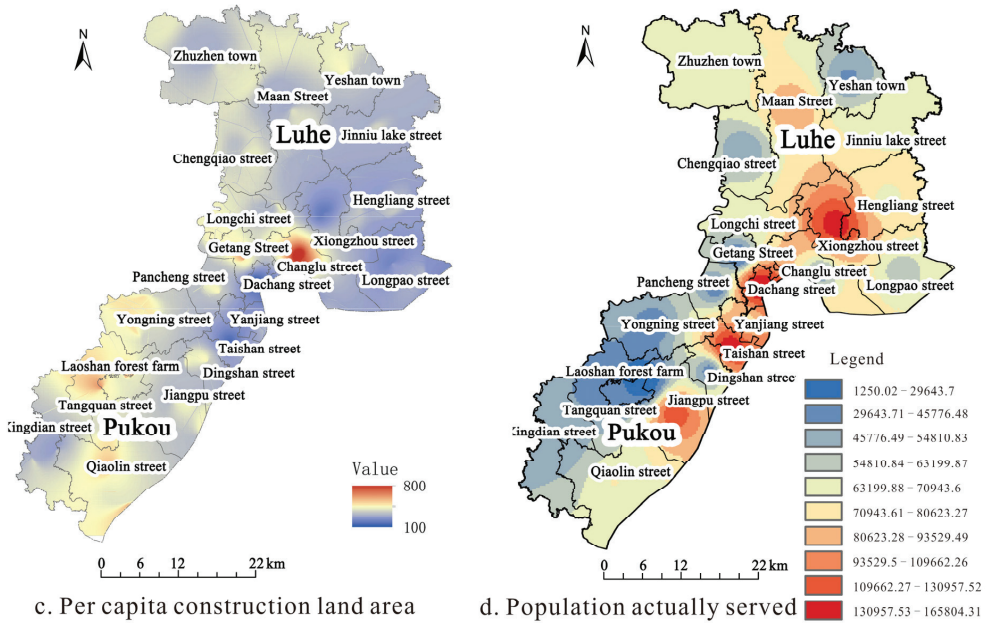 N
Zhuzhen town
Yeshan town
Maan Street
Luhe
Jinniu lake street
Chengqiao street
Hengliang street
Longchi street
Xiongzhou street
Getang Street
Changlu street
Pancheng street
Longpao street
Dachang street
Yongning street
Yanjiang street
Taishan street
Laoshan forest farm
Dingshan street
Jiangpu street
Tangquan street
Pukou
Xingdian street
Qiaolin street
Value
800
100
0 6 12 22 km
c. Per capita construction land area
N
Zhuzhen town
Yeshan town
Maan Street
Luhe
Jinniu lake street
Chengqiao street
Hengliang street
Longchi street
Xiongzhou street
Getang Street
Changlu street
Pancheng street
Longpao street
Dachang street
Yongning street
Yanjiang street
Taishan street
Laoshan forest farm
Dingshan street
Jiangpu street
Tangquan street
Pukou
Xingdian street
Qiaolin street
Legend
1250.02－29643.7
29643.71－45776.48
45776.49－54810.83
54810.84－63199.87
63199.88－70943.6
70943.61－80623.27
80623.28－93529.49
93529.5－109662.26
109662.27－130957.52
130957.53－165804.31
0 6 12 22 km
d. Population actually served